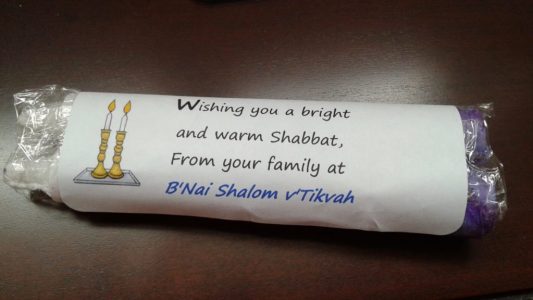 Wishing you a bright
and warm Shabbat,
From your family at
B'Nai Shalom v'Tikvah